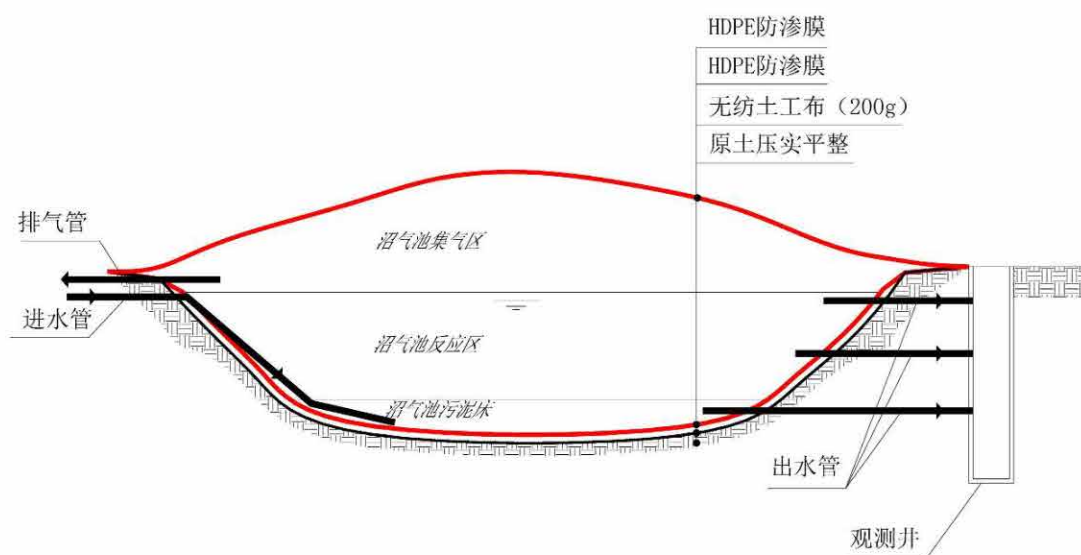 HDPE防渗膜
HDPE防渗膜
无纺土工布（200g）
原土压实平整
排气管
沼气池集气区
进水管
沼气池反应区
沼气池污泥床
出水管
观测井